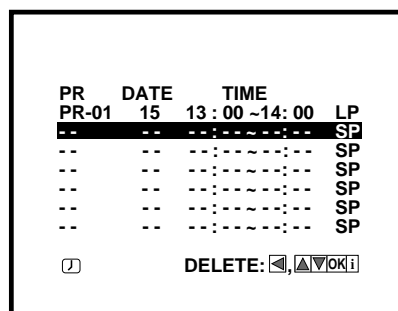 PR DATE TIME
PR-01 15 13 : 00 ~14: 00 LP
-- -- --:--~--:-- SP
-- -- --:--~--:-- SP
-- -- --:--~--:-- SP
-- -- --:--~--:-- SP
-- -- --:--~--:-- SP
-- -- --:--~--:-- SP
DELETE: ◀, ▲▼OK i